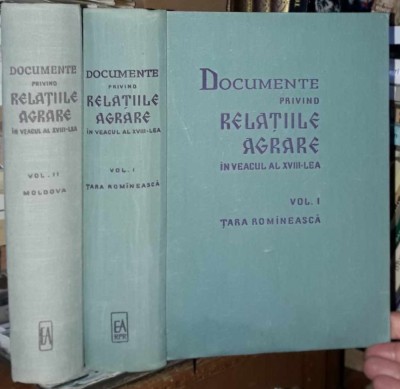 DOCUMENTE
PRIVIND
RELAȚIILE
AGRARE
ÎN VEACUL AL XVIII-LEA
VOL. II
MOLDOVA
EA
DOCUMENTE
PRIVIND
RELAȚIILE
AGRARE
ÎN VEACUL AL XVIII-LEA
VOL. I
ȚARA ROMÎNEASCĂ
EA
RPR
DOCUMENTE
PRIVIND
RELAȚIILE
AGRARE
ÎN VEACUL AL XVIII-LEA
VOL. I
ȚARA ROMÎNEASCĂ